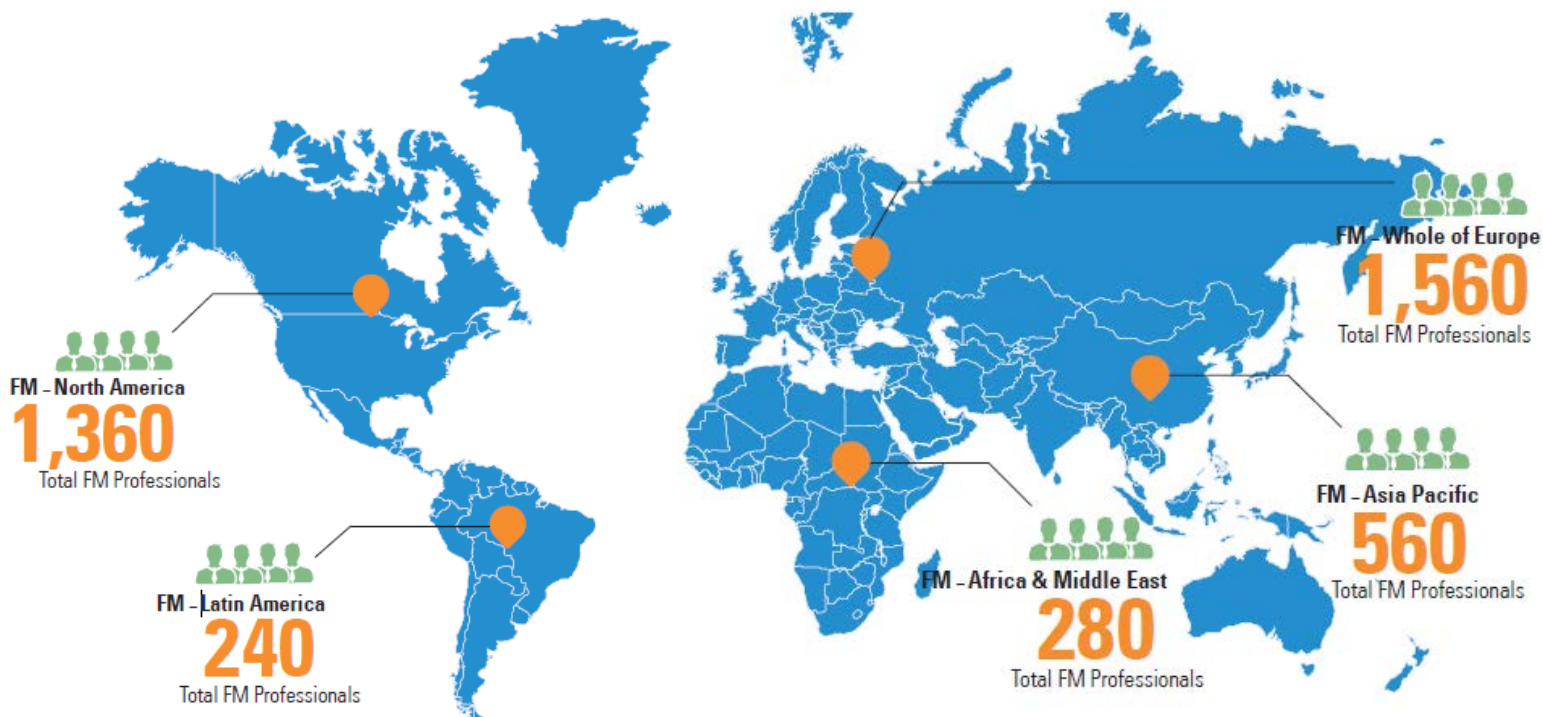 FM – North America
1,360
Total FM Professionals
FM – Latin America
240
Total FM Professionals
FM – Whole of Europe
1,560
Total FM Professionals
FM – Asia Pacific
560
Total FM Professionals
FM – Africa & Middle East
280
Total FM Professionals